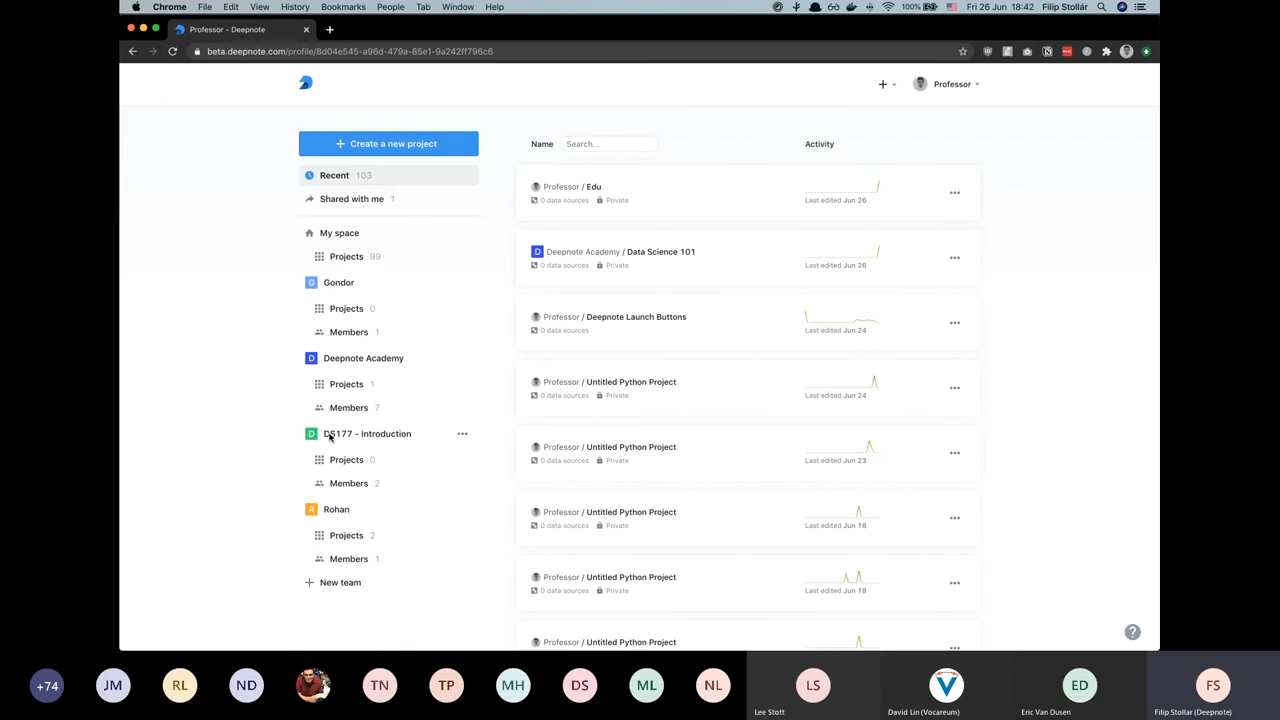 Chrome File Edit View History Bookmarks People Tab Window Help 100% Fri 26 Jun 18:42 Filip Stollár
Professor - Deepnote
beta.deepnote.com/profile/8d04e545-a96d-479a-85e1-9a242ff796c6
Professor
Create a new project
Recent 103
Shared with me 1
My space
Projects 99
G Gondor
Projects 0
Members 1
D Deepnote Academy
Projects 1
Members 7
D DS177 - Introduction
Projects 0
Members 2
R Rohan
Projects 2
Members 1
New team
Name Search... Activity
Professor / Edu
0 data sources Private Last edited Jun 26
D Deepnote Academy / Data Science 101
0 data sources Private Last edited Jun 26
Professor / Deepnote Launch Buttons
0 data sources Last edited Jun 24
Professor / Untitled Python Project
0 data sources Private Last edited Jun 24
Professor / Untitled Python Project
0 data sources Private Last edited Jun 23
Professor / Untitled Python Project
0 data sources Private Last edited Jun 18
Professor / Untitled Python Project
0 data sources Private Last edited Jun 18
Professor / Untitled Python Project
?
+74 JM RL ND TN TP MH DS ML NL LS V ED FS
Lee Stott David Lin (Vocareum) Eric Van Dusen Filip Stollar (Deepnote)